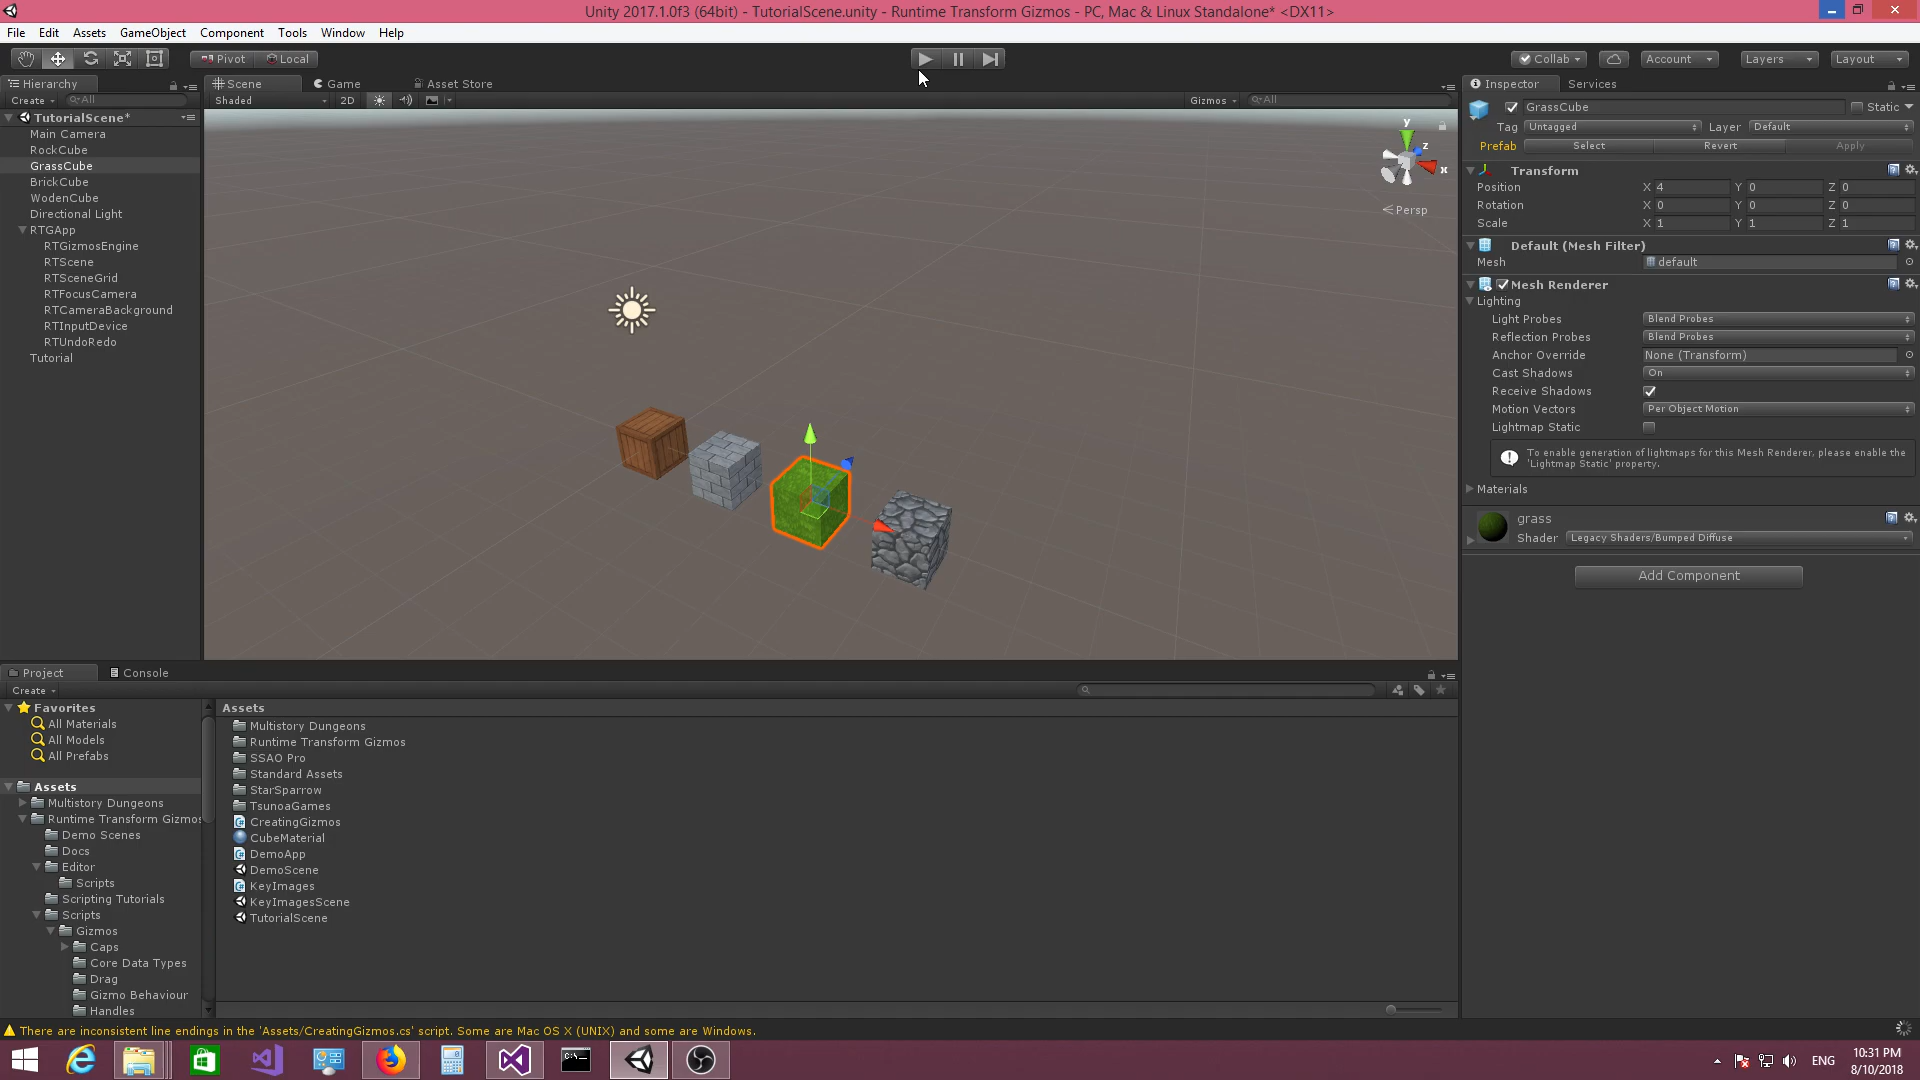 Unity 2017.1.0f3 (64bit) - TutorialScene.unity - Runtime Transform Gizmos - PC, Mac & Linux Standalone* <DX11>
File Edit Assets GameObject Component Tools Window Help
Pivot Local Collab Account Layers Layout
Hierarchy
Create All
TutorialScene*
Main Camera
RockCube
GrassCube
BrickCube
WodenCube
Directional Light
RTGApp
RTGizmosEngine
RTScene
RTSceneGrid
RTFocusCamera
RTCameraBackground
RTInputDevice
RTUndoRedo
Tutorial
Scene Game Asset Store
Shaded 2D Gizmos All
y
z
x
Persp
Inspector Services
GrassCube Static
Tag Untagged Layer Default
Prefab Select Revert Apply
Transform
Position X 4 Y 0 Z 0
Rotation X 0 Y 0 Z 0
Scale X 1 Y 1 Z 1
Default (Mesh Filter)
Mesh default
Mesh Renderer
Lighting
Light Probes Blend Probes
Reflection Probes Blend Probes
Anchor Override None (Transform)
Cast Shadows On
Receive Shadows
Motion Vectors Per Object Motion
Lightmap Static
To enable generation of lightmaps for this Mesh Renderer, please enable the
'Lightmap Static' property.
Materials
grass
Shader Legacy Shaders/Bumped Diffuse
Add Component
Project Console
Create
Favorites
All Materials
All Models
All Prefabs
Assets
Multistory Dungeons
Runtime Transform Gizmos
Demo Scenes
Docs
Editor
Scripts
Scripting Tutorials
Scripts
Gizmos
Caps
Core Data Types
Drag
Gizmo Behaviour
Handles
Assets
Multistory Dungeons
Runtime Transform Gizmos
SSAO Pro
Standard Assets
StarSparrow
TsunoaGames
CreatingGizmos
CubeMaterial
DemoApp
DemoScene
KeyImages
KeyImagesScene
TutorialScene
There are inconsistent line endings in the 'Assets/CreatingGizmos.cs' script. Some are Mac OS X (UNIX) and some are Windows.
ENG
10:31 PM
8/10/2018